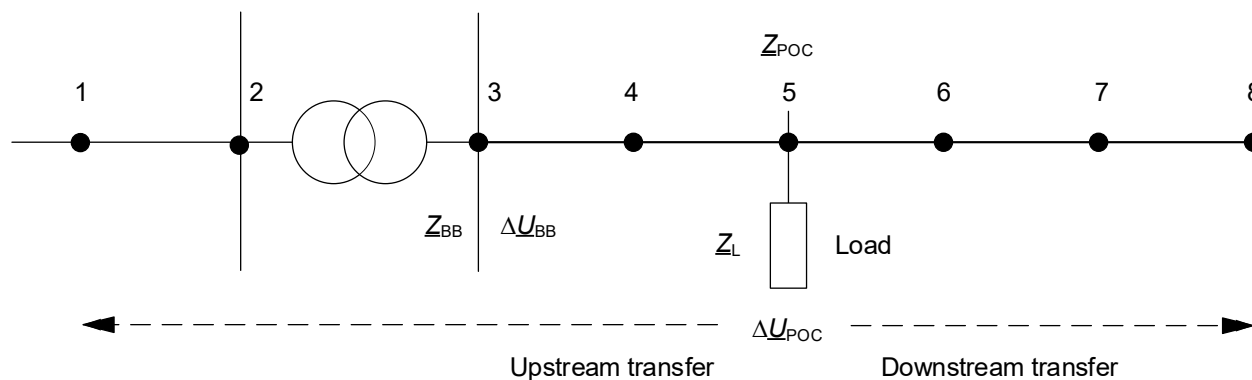 Z_POC
1 2 3 4 5 6 7 8
Z_BB ΔU_BB Z_L Load
ΔU_POC
Upstream transfer Downstream transfer